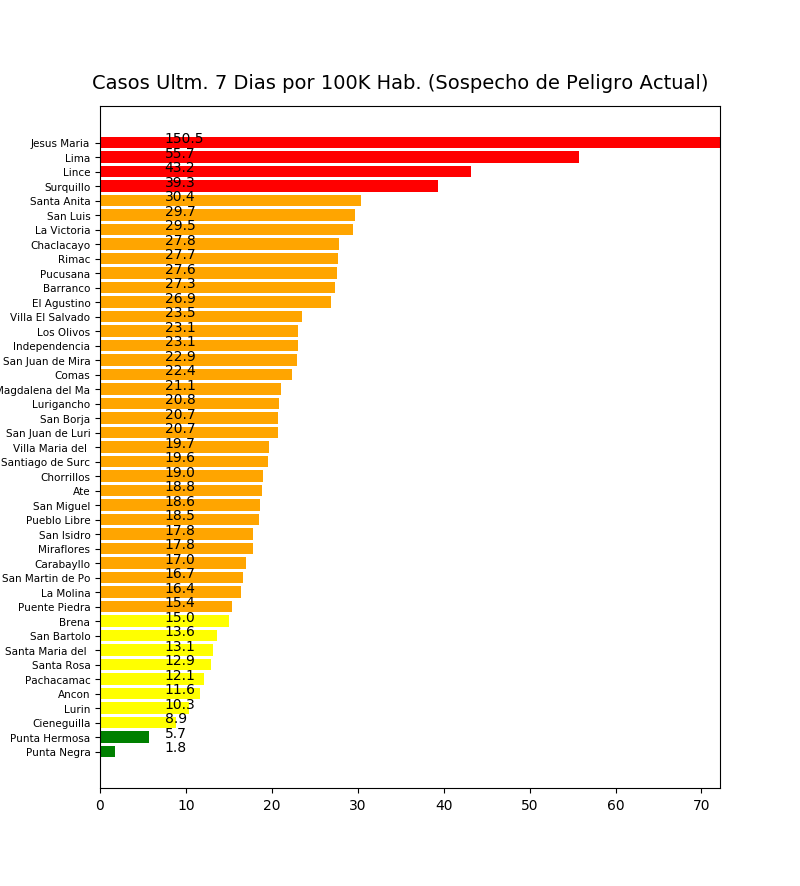 Casos Ultm. 7 Dias por 100K Hab. (Sospecho de Peligro Actual)
Jesus Maria 150.5
Lima 55.7
Lince 43.2
Surquillo 39.3
Santa Anita 30.4
San Luis 29.7
La Victoria 29.5
Chaclacayo 27.8
Rimac 27.7
Pucusana 27.6
Barranco 27.3
El Agustino 26.9
Villa El Salvado 23.5
Los Olivos 23.1
Independencia 23.1
San Juan de Mira 22.9
Comas 22.4
Magdalena del Ma 21.1
Lurigancho 20.8
San Borja 20.7
San Juan de Luri 20.7
Villa Maria del 19.7
Santiago de Surc 19.6
Chorrillos 19.0
Ate 18.8
San Miguel 18.6
Pueblo Libre 18.5
San Isidro 17.8
Miraflores 17.8
Carabayllo 17.0
San Martin de Po 16.7
La Molina 16.4
Puente Piedra 15.4
Brena 15.0
San Bartolo 13.6
Santa Maria del 13.1
Santa Rosa 12.9
Pachacamac 12.1
Ancon 11.6
Lurin 10.3
Cieneguilla 8.9
Punta Hermosa 5.7
Punta Negra 1.8
0 10 20 30 40 50 60 70